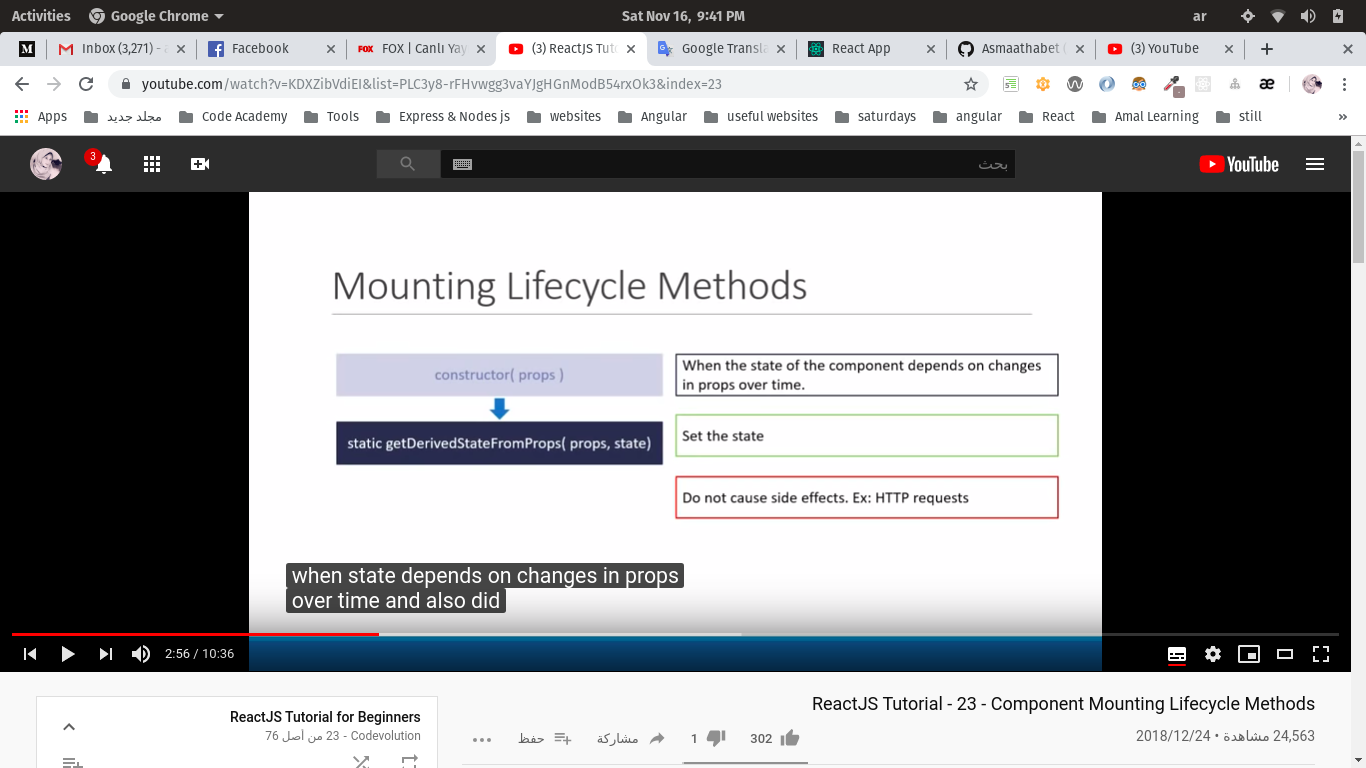 Activities Google Chrome Sat Nov 16, 9:41 PM ar
M Inbox (3,271) - Facebook FOX FOX | Canlı Yay (3) ReactJS Tut Google Transla React App Asmaathabet ( (3) YouTube
youtube.com/watch?v=KDXZibVdiEI&list=PLC3y8-rFHvwgg3vaYJgHGnModB54rxOk3&index=23 æ
Apps مجلد جديد Code Academy Tools Express & Nodes js websites Angular useful websites saturdays angular React Amal Learning still »
3 بحث YouTube
Mounting Lifecycle Methods
constructor( props )
When the state of the component depends on changes
in props over time.
static getDerivedStateFromProps( props, state)
Set the state
Do not cause side effects. Ex: HTTP requests
when state depends on changes in props
over time and also did
2:56 / 10:36
ReactJS Tutorial - 23 - Component Mounting Lifecycle Methods
24,563 مشاهدة • 2018/12/24
302 1 مشاركة حفظ
ReactJS Tutorial for Beginners
Codevolution - 23 من أصل 76